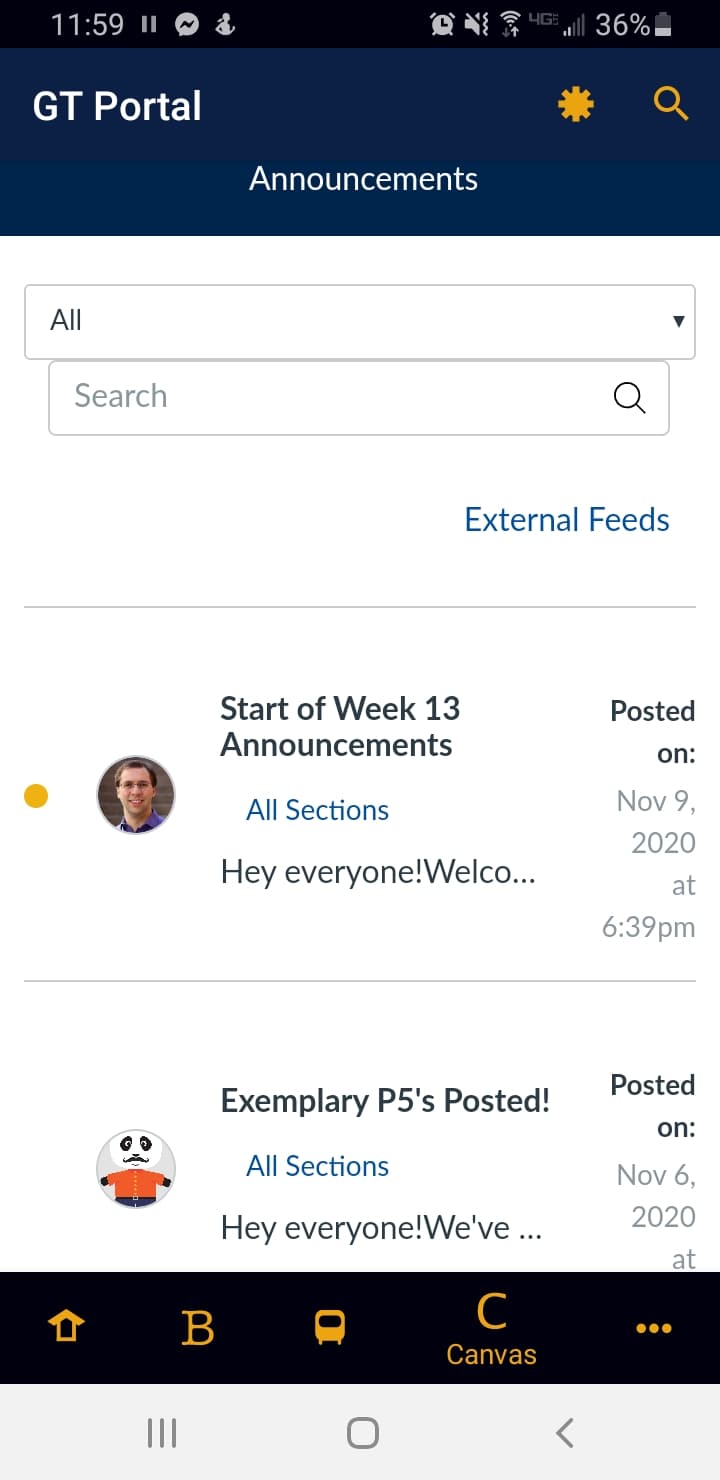 11:59 4GE 36%
GT Portal
Announcements
All
Search
External Feeds
Start of Week 13
Announcements
All Sections
Hey everyone!Welco...
Posted
on:
Nov 9,
2020
at
6:39pm
Exemplary P5's Posted!
All Sections
Hey everyone!We've ...
Posted
on:
Nov 6,
2020
at
B
C
Canvas